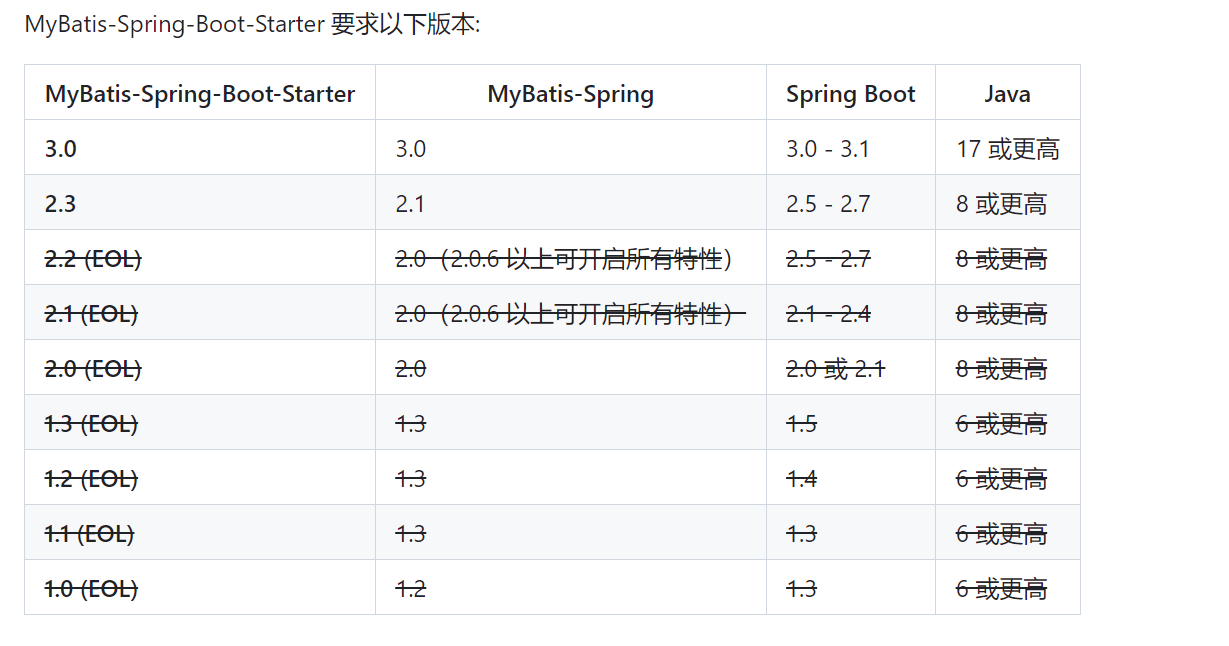 MyBatis-Spring-Boot-Starter 要求以下版本:
MyBatis-Spring-Boot-Starter MyBatis-Spring Spring Boot Java
3.0 3.0 3.0 - 3.1 17 或更高
2.3 2.1 2.5 - 2.7 8 或更高
2.2 (EOL) 2.0（2.0.6 以上可开启所有特性） 2.5 - 2.7 8 或更高
2.1 (EOL) 2.0（2.0.6 以上可开启所有特性） 2.1 - 2.4 8 或更高
2.0 (EOL) 2.0 2.0 或 2.1 8 或更高
1.3 (EOL) 1.3 1.5 6 或更高
1.2 (EOL) 1.3 1.4 6 或更高
1.1 (EOL) 1.3 1.3 6 或更高
1.0 (EOL) 1.2 1.3 6 或更高